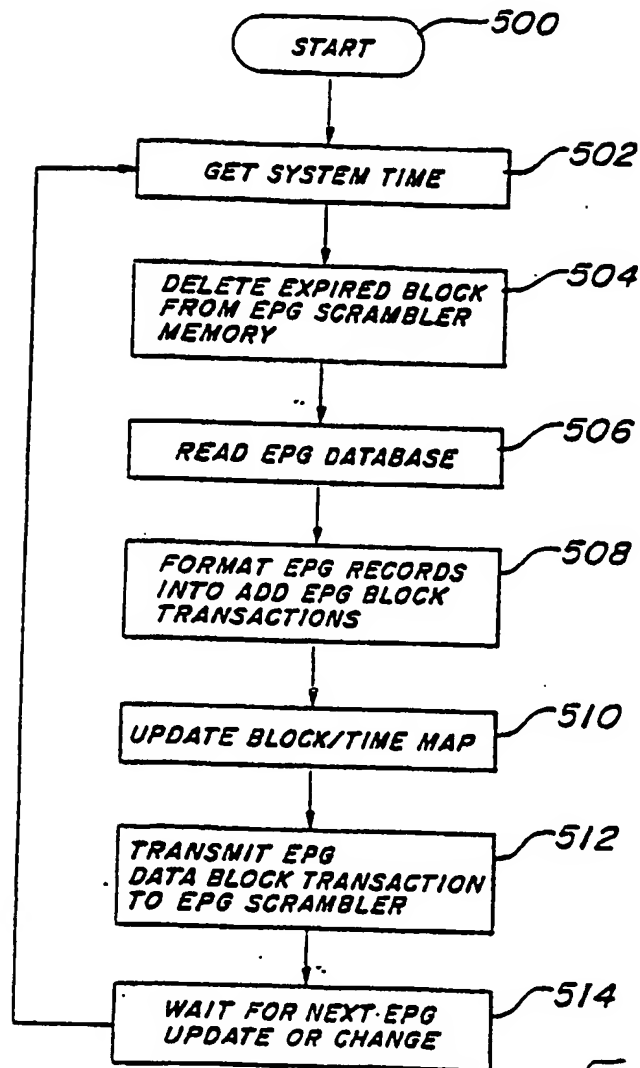 START
500
GET SYSTEM TIME
502
DELETE EXPIRED BLOCK
FROM EPG SCRAMBLER
MEMORY
504
READ EPG DATABASE
506
FORMAT EPG RECORDS
INTO ADD EPG BLOCK
TRANSACTIONS
508
UPDATE BLOCK/TIME MAP
510
TRANSMIT EPG
DATA BLOCK TRANSACTION
TO EPG SCRAMBLER
512
WAIT FOR NEXT EPG
UPDATE OR CHANGE
514